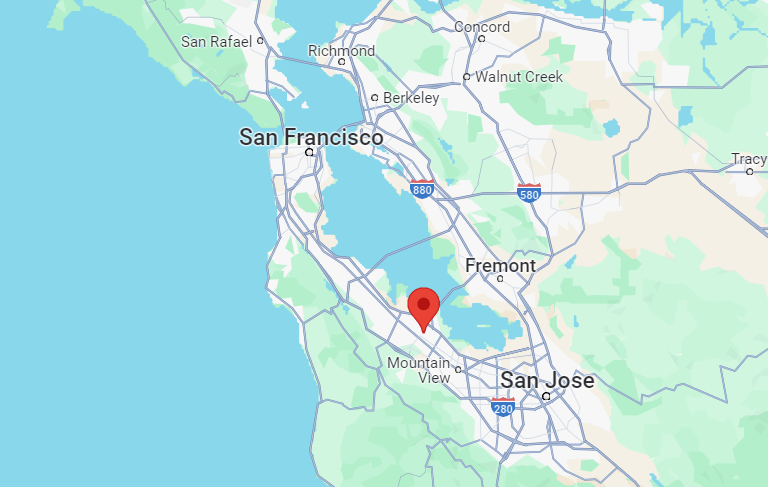 Concord
San Rafael
Richmond
Walnut Creek
Berkeley
San Francisco
Tracy
880
580
Fremont
Mountain
View
San Jose
280